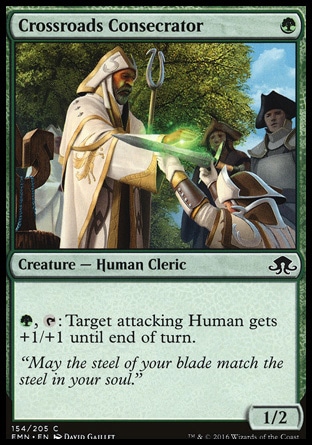 Crossroads Consecrator
Creature — Human Cleric
, : Target attacking Human gets
+1/+1 until end of turn.
“May the steel of your blade match the
steel in your soul.”
154/205 C
EMN • EN DAVID GAILLET
™ & © 2016 Wizards of the Coast
1/2